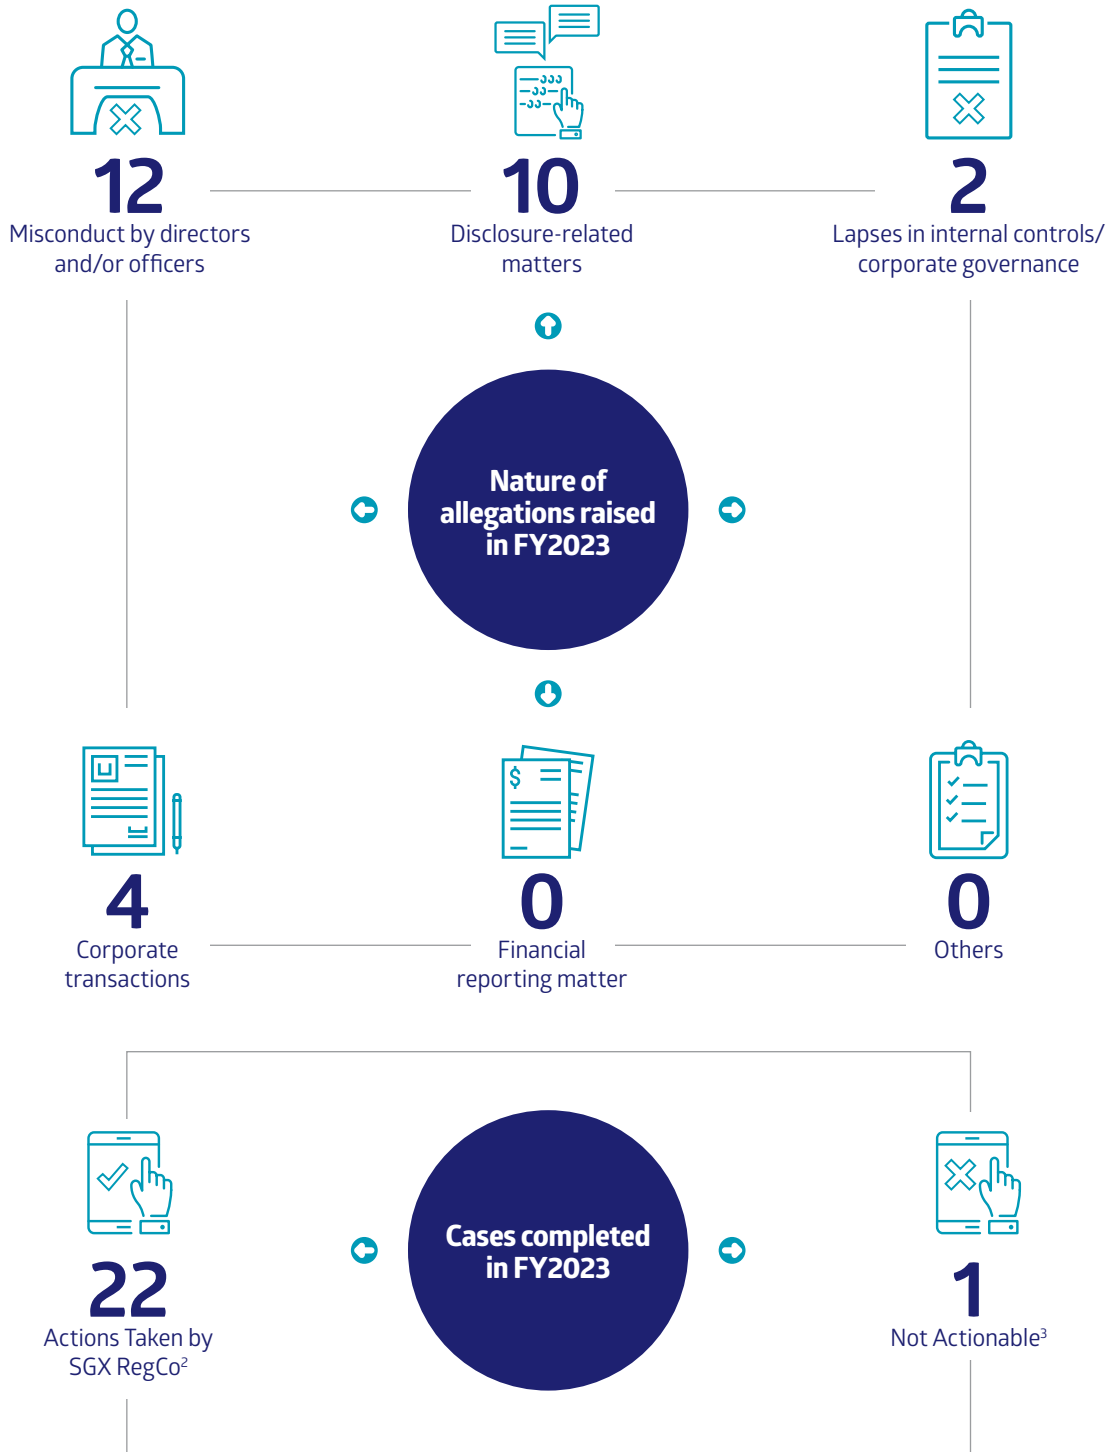 12
Misconduct by directors
and/or officers
10
Disclosure-related
matters
2
Lapses in internal controls/
corporate governance
Nature of
allegations raised
in FY2023
4
Corporate
transactions
$
0
Financial
reporting matter
0
Others
Cases completed
in FY2023
22
Actions Taken by
SGX RegCo²
1
Not Actionable³